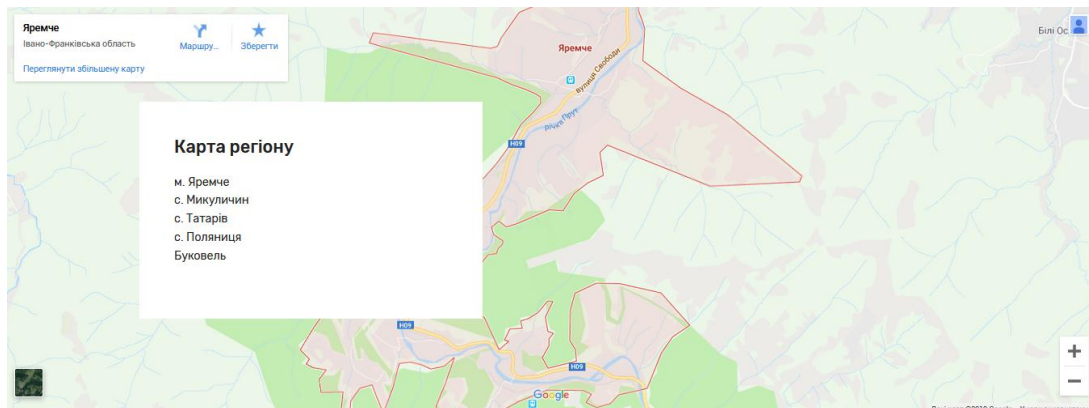 Яремче
Івано-Франківська область
Маршру...
Зберегти
Переглянути збільшену карту
Білі Ос
Яремче
вулиця Свободи
річка Прут
H09
Карта регіону
м. Яремче
с. Микуличин
с. Татарів
с. Поляниця
Буковель
H09
H09
Google